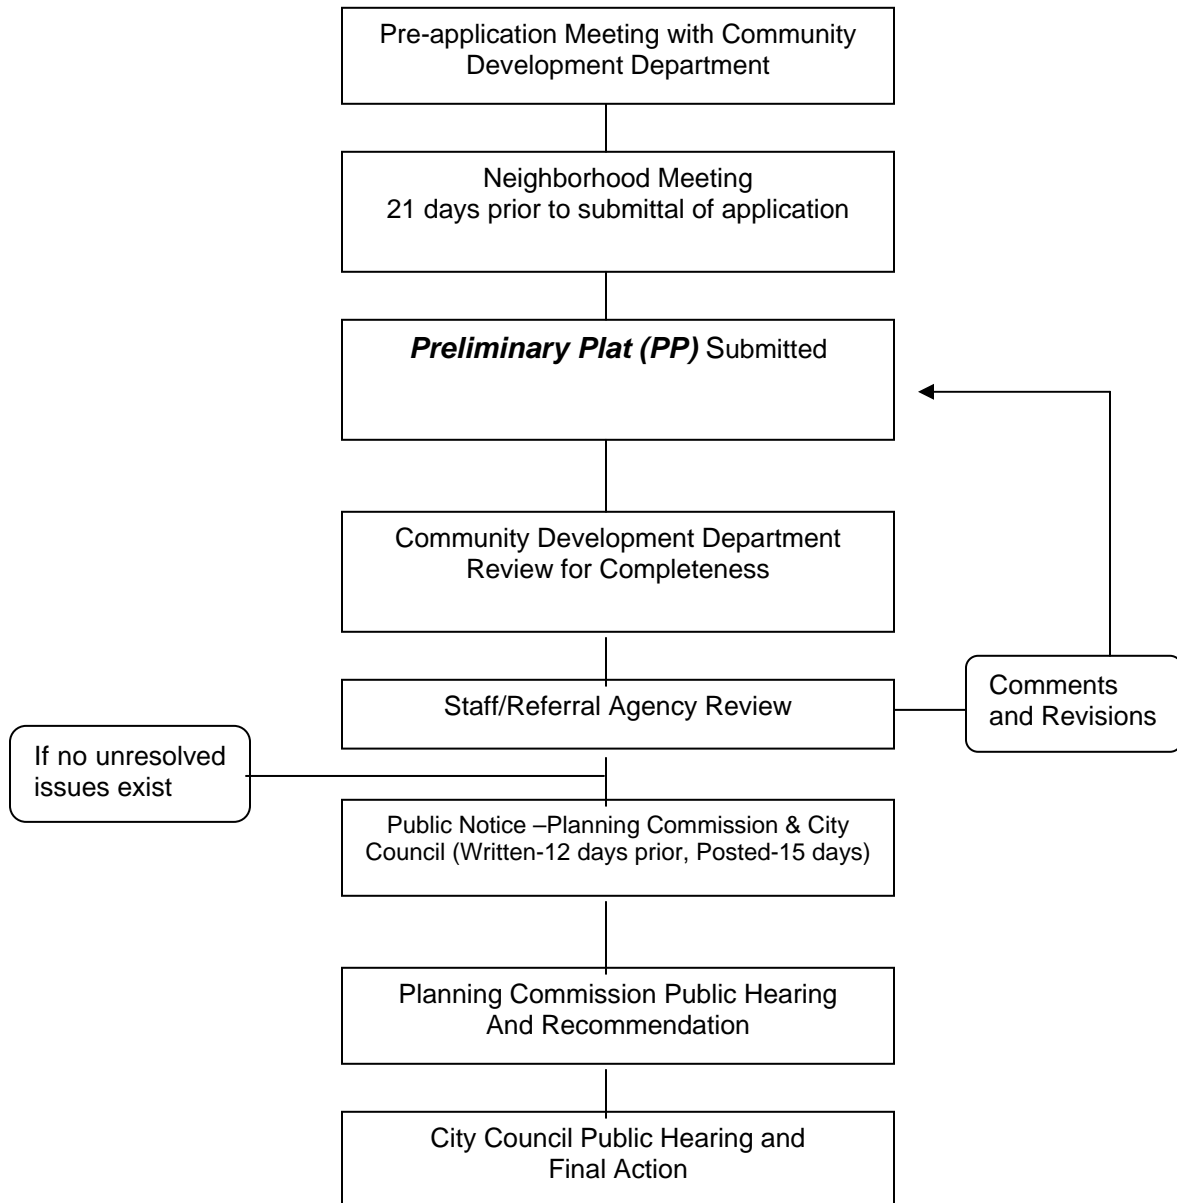 Pre-application Meeting with Community
Development Department
Neighborhood Meeting
21 days prior to submittal of application
Preliminary Plat (PP) Submitted
Community Development Department
Review for Completeness
Staff/Referral Agency Review
Comments
and Revisions
If no unresolved
issues exist
Public Notice –Planning Commission & City
Council (Written-12 days prior, Posted-15 days)
Planning Commission Public Hearing
And Recommendation
City Council Public Hearing and
Final Action